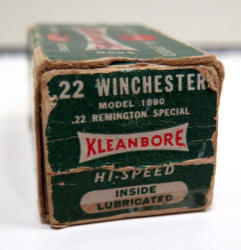 .22 WINCHESTER
MODEL 1890
.22 REMINGTON SPECIAL
KLEANBORE
HI-SPEED
INSIDE
LUBRICATED